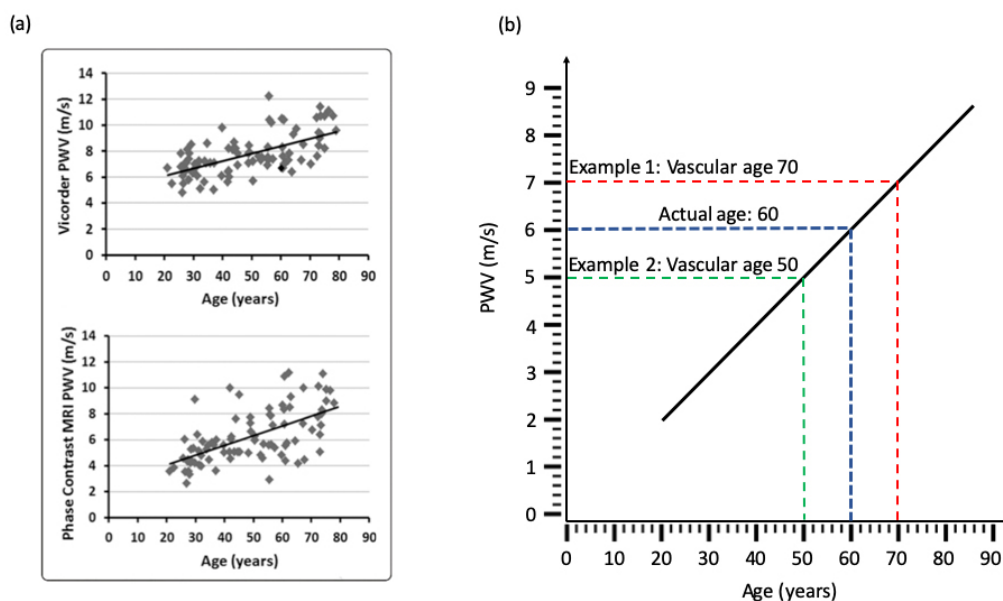 (a)
14
12
10
8
6
4
2
0
Vicorder PWV (m/s)
0 10 20 30 40 50 60 70 80 90
Age (years)
14
12
10
8
6
4
2
0
Phase Contrast MRI PWV (m/s)
0 10 20 30 40 50 60 70 80 90
Age (years)
(b)
9
8
Example 1: Vascular age 70
7
Actual age: 60
6
Example 2: Vascular age 50
5
4
3
2
1
0
PWV (m/s)
0 10 20 30 40 50 60 70 80 90
Age (years)